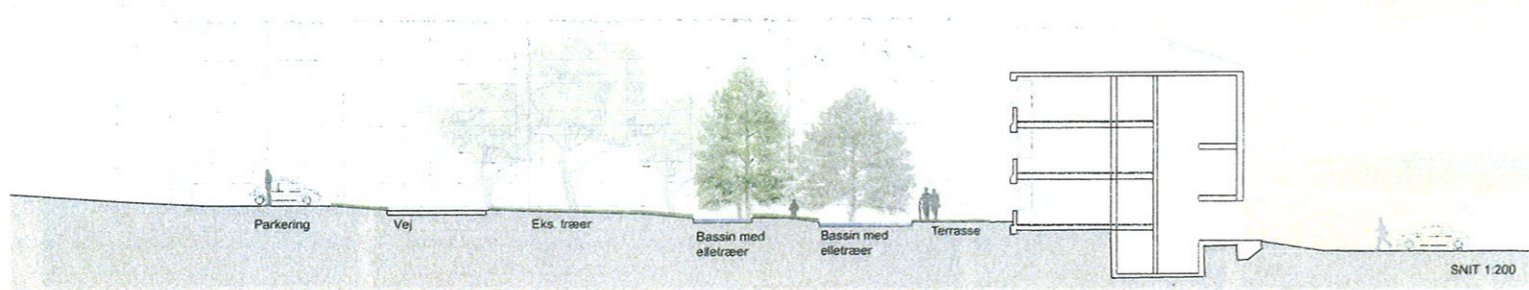 Parkering
Vej
Eks. træer
Bassin med
elletræer
Bassin med
elletræer
Terrasse
SNIT 1:200